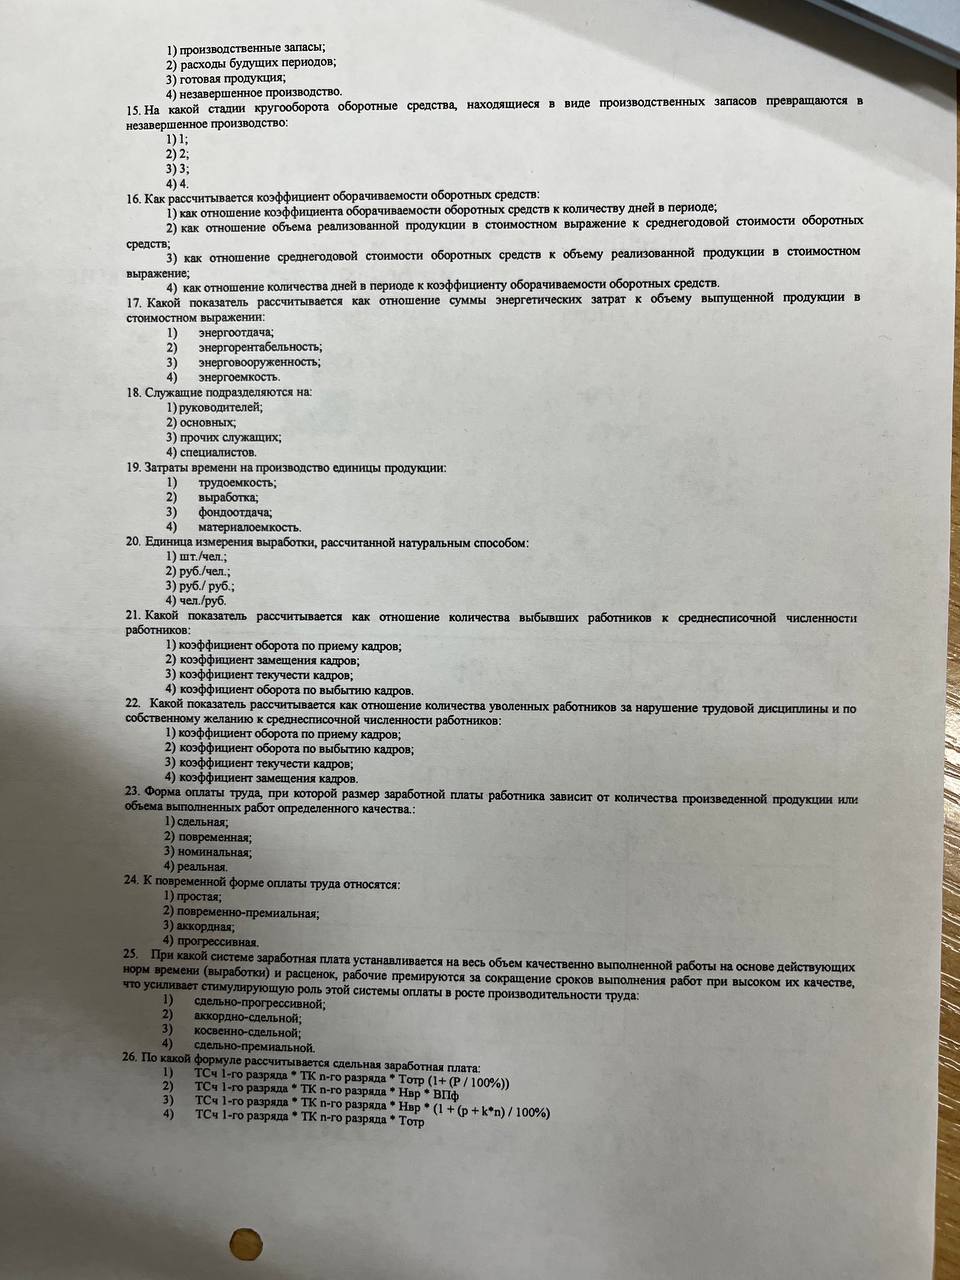 1) производственные запасы;
2) расходы будущих периодов;
3) готовая продукция;
4) незавершенное производство.
15. На какой стадии кругооборота оборотные средства, находящиеся в виде производственных запасов превращаются в
незавершенное производство:
1) 1;
2) 2;
3) 3;
4) 4.
16. Как рассчитывается коэффициент оборачиваемости оборотных средств:
1) как отношение коэффициента оборачиваемости оборотных средств к количеству дней в периоде;
2) как отношение объема реализованной продукции в стоимостном выражение к среднегодовой стоимости оборотных
средств;
3) как отношение среднегодовой стоимости оборотных средств к объему реализованной продукции в стоимостном
выражение;
4) как отношение количества дней в периоде к коэффициенту оборачиваемости оборотных средств.
17. Какой показатель рассчитывается как отношение суммы энергетических затрат к объему выпущенной продукции в
стоимостном выражении:
1) энергоотдача;
2) энергорентабельность;
3) энерговооруженность;
4) энергоемкость.
18. Служащие подразделяются на:
1) руководителей;
2) основных;
3) прочих служащих;
4) специалистов.
19. Затраты времени на производство единицы продукции:
1) трудоемкость;
2) выработка;
3) фондоотдача;
4) материалоемкость.
20. Единица измерения выработки, рассчитанной натуральным способом:
1) шт./чел.;
2) руб./чел.;
3) руб./ руб.;
4) чел./руб.
21. Какой показатель рассчитывается как отношение количества выбывших работников к среднесписочной численности
работников:
1) коэффициент оборота по приему кадров;
2) коэффициент замещения кадров;
3) коэффициент текучести кадров;
4) коэффициент оборота по выбытию кадров.
22. Какой показатель рассчитывается как отношение количества уволенных работников за нарушение трудовой дисциплины и по
собственному желанию к среднесписочной численности работников:
1) коэффициент оборота по приему кадров;
2) коэффициент оборота по выбытию кадров;
3) коэффициент текучести кадров;
4) коэффициент замещения кадров.
23. Форма оплаты труда, при которой размер заработной платы работника зависит от количества произведенной продукции или
объема выполненных работ определенного качества.:
1) сдельная;
2) повременная;
3) номинальная;
4) реальная.
24. К повременной форме оплаты труда относятся:
1) простая;
2) повременно-премиальная;
3) аккордная;
4) прогрессивная.
25. При какой системе заработная плата устанавливается на весь объем качественно выполненной работы на основе действующих
норм времени (выработки) и расценок, рабочие премируются за сокращение сроков выполнения работ при высоком их качестве,
что усиливает стимулирующую роль этой системы оплаты в росте производительности труда:
1) сдельно-прогрессивной;
2) аккордно-сдельной;
3) косвенно-сдельной;
4) сдельно-премиальной.
26. По какой формуле рассчитывается сдельная заработная плата:
1) ТСч 1-го разряда * ТК n-го разряда * Тотр (1+ (Р / 100%))
2) ТСч 1-го разряда * ТК n-го разряда * Нвр * ВПф
3) ТСч 1-го разряда * ТК n-го разряда * Нвр * (1 + (p + k*n) / 100%)
4) ТСч 1-го разряда * ТК n-го разряда * Тотр